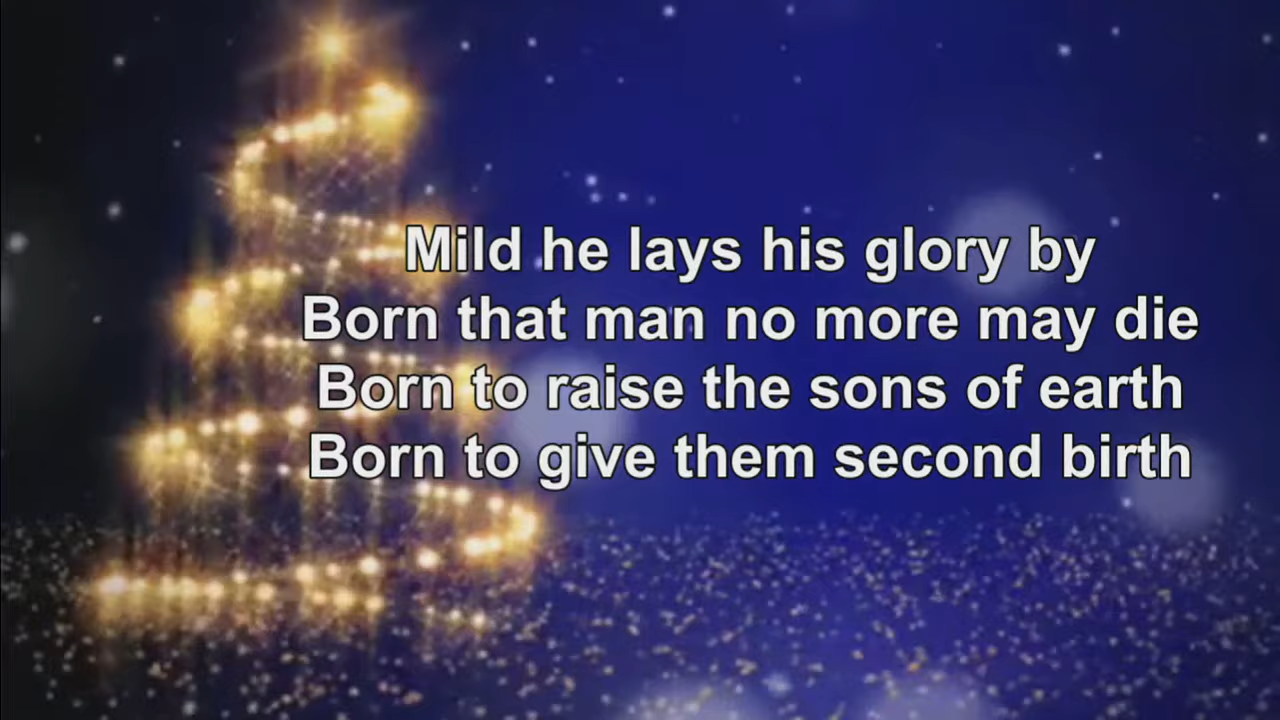 Mild he lays his glory by
Born that man no more may die
Born to raise the sons of earth
Born to give them second birth